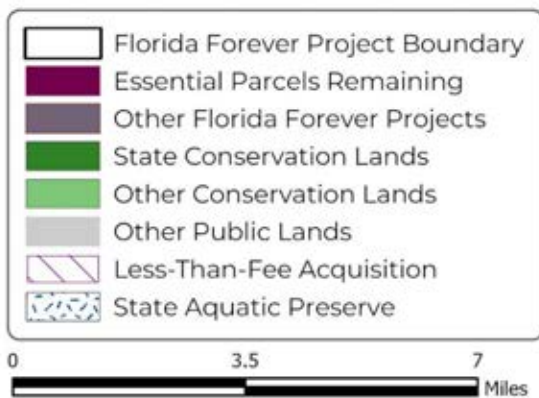 Florida Forever Project Boundary
Essential Parcels Remaining
Other Florida Forever Projects
State Conservation Lands
Other Conservation Lands
Other Public Lands
Less-Than-Fee Acquisition
State Aquatic Preserve
0 3.5 7
Miles